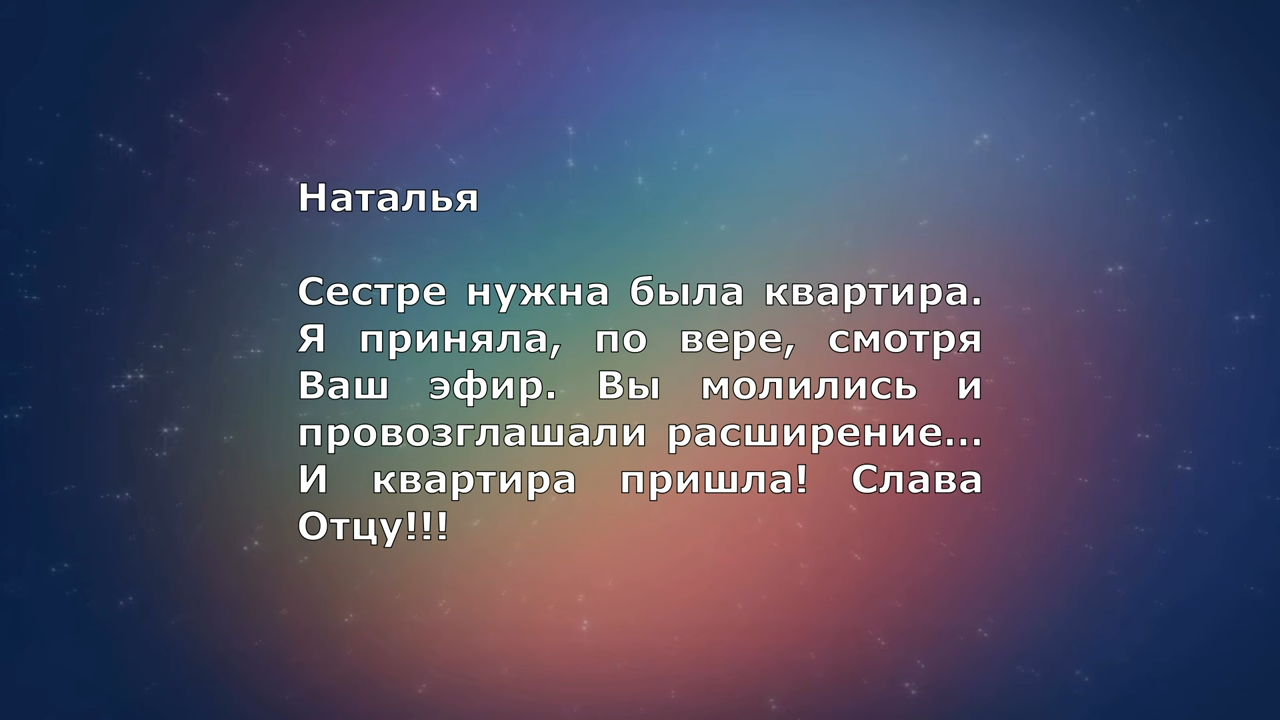 Наталья
Сестре нужна была квартира.
Я приняла, по вере, смотря
Ваш эфир. Вы молились и
провозглашали расширение...
И квартира пришла! Слава
Отцу!!!